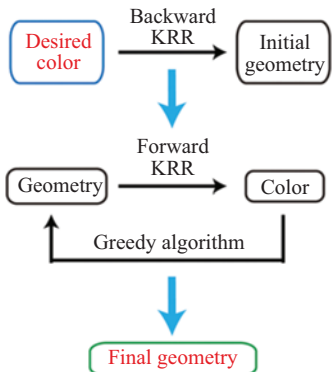 Backward
KRR
Desired
color
Initial
geometry
Forward
KRR
Geometry
Color
Greedy algorithm
Final geometry